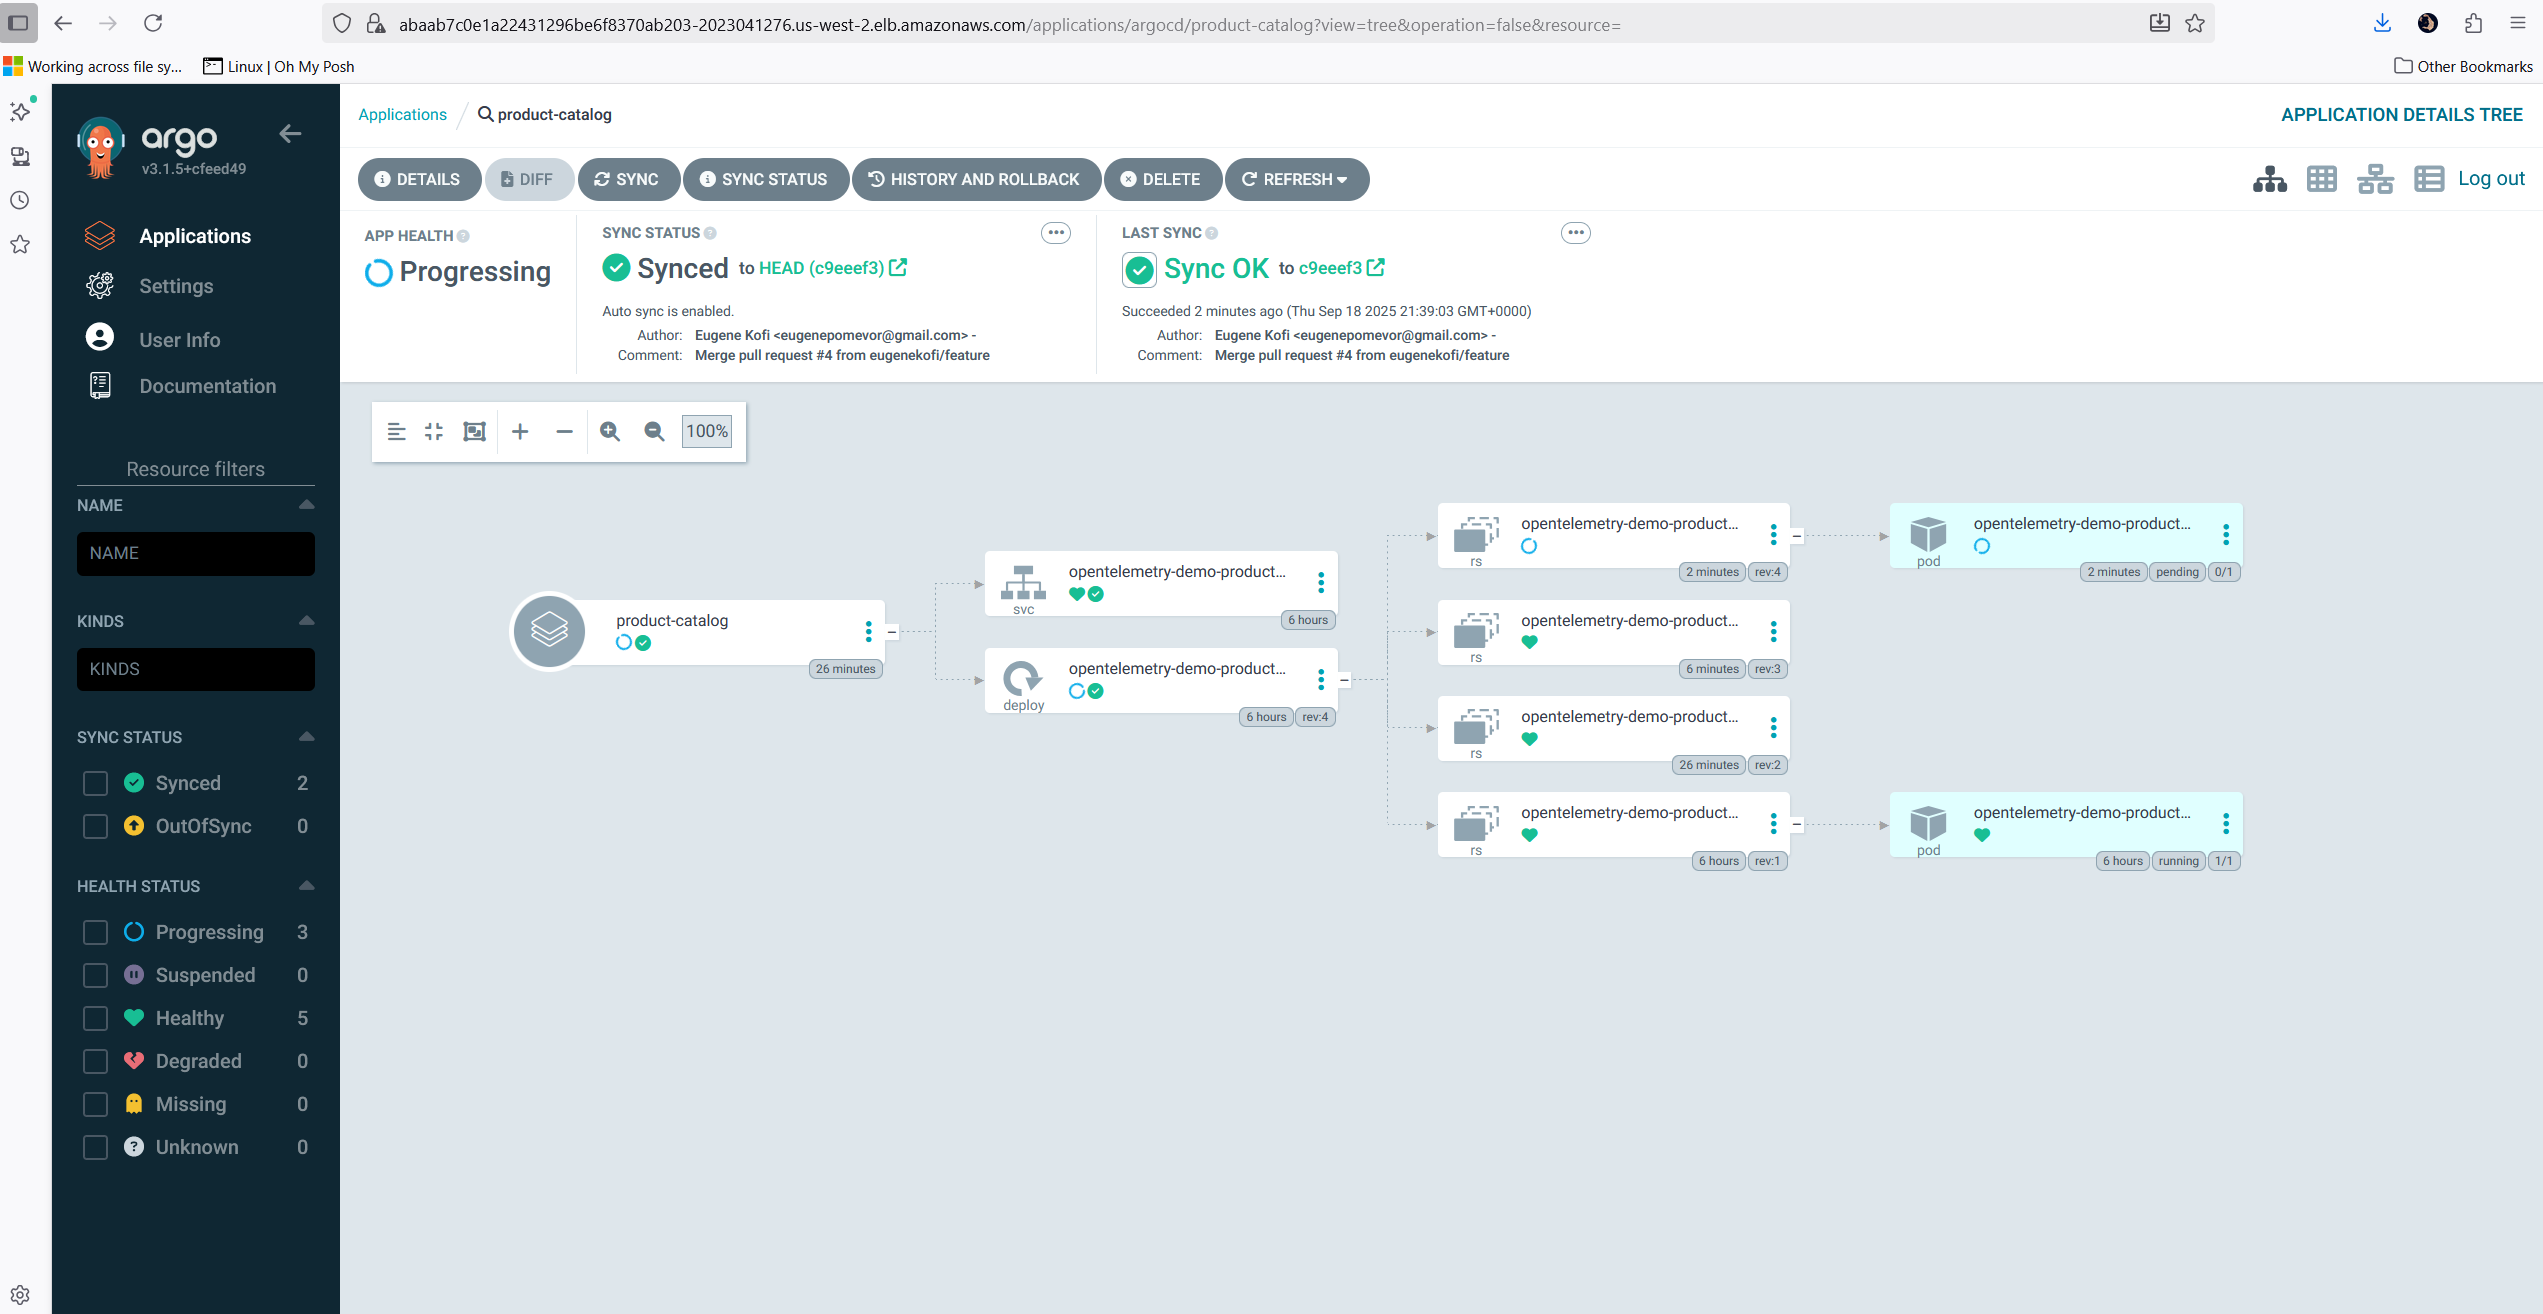 abaab7c0e1a22431296be6f8370ab203-2023041276.us-west-2.elb.amazonaws.com/applications/argocd/product-catalog?view=tree&operation=false&resource=
Working across file sy...
Linux | Oh My Posh
Other Bookmarks
argo
v3.1.5+cfeed49
Applications
Settings
User Info
Documentation
Resource filters
NAME
NAME
KINDS
KINDS
SYNC STATUS
Synced 2
OutOfSync 0
HEALTH STATUS
Progressing 3
Suspended 0
Healthy 5
Degraded 0
Missing 0
Unknown 0
Applications / product-catalog
APPLICATION DETAILS TREE
DETAILS DIFF SYNC SYNC STATUS HISTORY AND ROLLBACK DELETE REFRESH
Log out
APP HEALTH
Progressing
SYNC STATUS
Synced to HEAD (c9eeef3)
Auto sync is enabled.
Author: Eugene Kofi <eugenepomevor@gmail.com> -
Comment: Merge pull request #4 from eugenekofi/feature
LAST SYNC
Sync OK to c9eeef3
Succeeded 2 minutes ago (Thu Sep 18 2025 21:39:03 GMT+0000)
Author: Eugene Kofi <eugenepomevor@gmail.com> -
Comment: Merge pull request #4 from eugenekofi/feature
100%
product-catalog
26 minutes
opentelemetry-demo-product...
svc
6 hours
opentelemetry-demo-product...
deploy
6 hours rev:4
opentelemetry-demo-product...
rs
2 minutes rev:4
opentelemetry-demo-product...
rs
6 minutes rev:3
opentelemetry-demo-product...
rs
26 minutes rev:2
opentelemetry-demo-product...
rs
6 hours rev:1
opentelemetry-demo-product...
pod
2 minutes pending 0/1
opentelemetry-demo-product...
pod
6 hours running 1/1